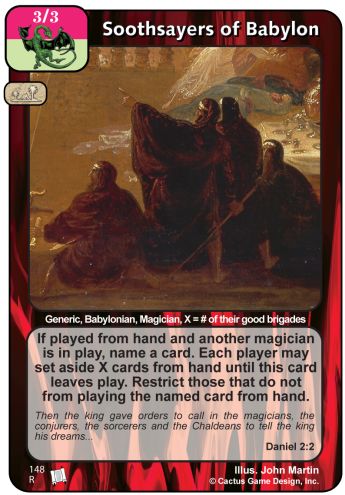 3/3
Soothsayers of Babylon
Generic, Babylonian, Magician, X = # of their good brigades
If played from hand and another magician
is in play, name a card. Each player may
set aside X cards from hand until this card
leaves play. Restrict those that do not
from playing the named card from hand.
Then the king gave orders to call in the magicians, the
conjurers, the sorcerers and the Chaldeans to tell the king
his dreams...
Daniel 2:2
148
R
Illus. John Martin
© Cactus Game Design, Inc.